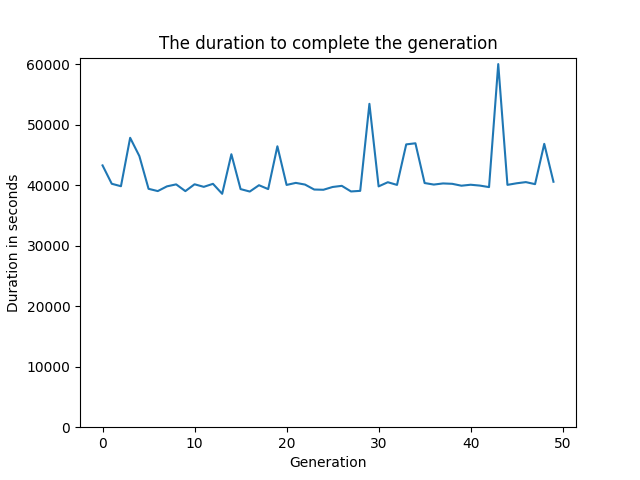 The duration to complete the generation
60000
50000
40000
30000
20000
10000
0
Duration in seconds
0 10 20 30 40 50
Generation